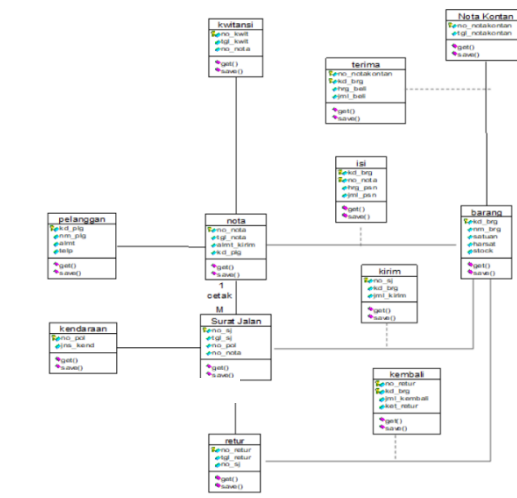 kwitansi
no_kwit
tgl_kwit
no_nota
get()
save()
Nota Kontan
no_notakontan
tgl_notakontan
get()
save()
terima
no_notakontan
kd_brg
hrg_beli
jml_beli
get()
save()
isi
kd_brg
no_nota
hrg_psn
jml_psn
get()
save()
pelanggan
kd_plg
nm_plg
almt
telp
get()
save()
nota
no_nota
tgl_nota
almt_kirim
kd_plg
get()
save()
barang
kd_brg
nm_brg
satuan
harsat
stock
get()
save()
1
cetak
M
kirim
no_sj
kd_brg
jml_kirim
get()
save()
kendaraan
no_pol
jns_kend
get()
save()
Surat Jalan
no_sj
tgl_sj
no_pol
no_nota
get()
save()
kembali
no_retur
kd_brg
jml_kembali
ket_retur
get()
save()
retur
no_retur
tgl_retur
no_sj
get()
save()